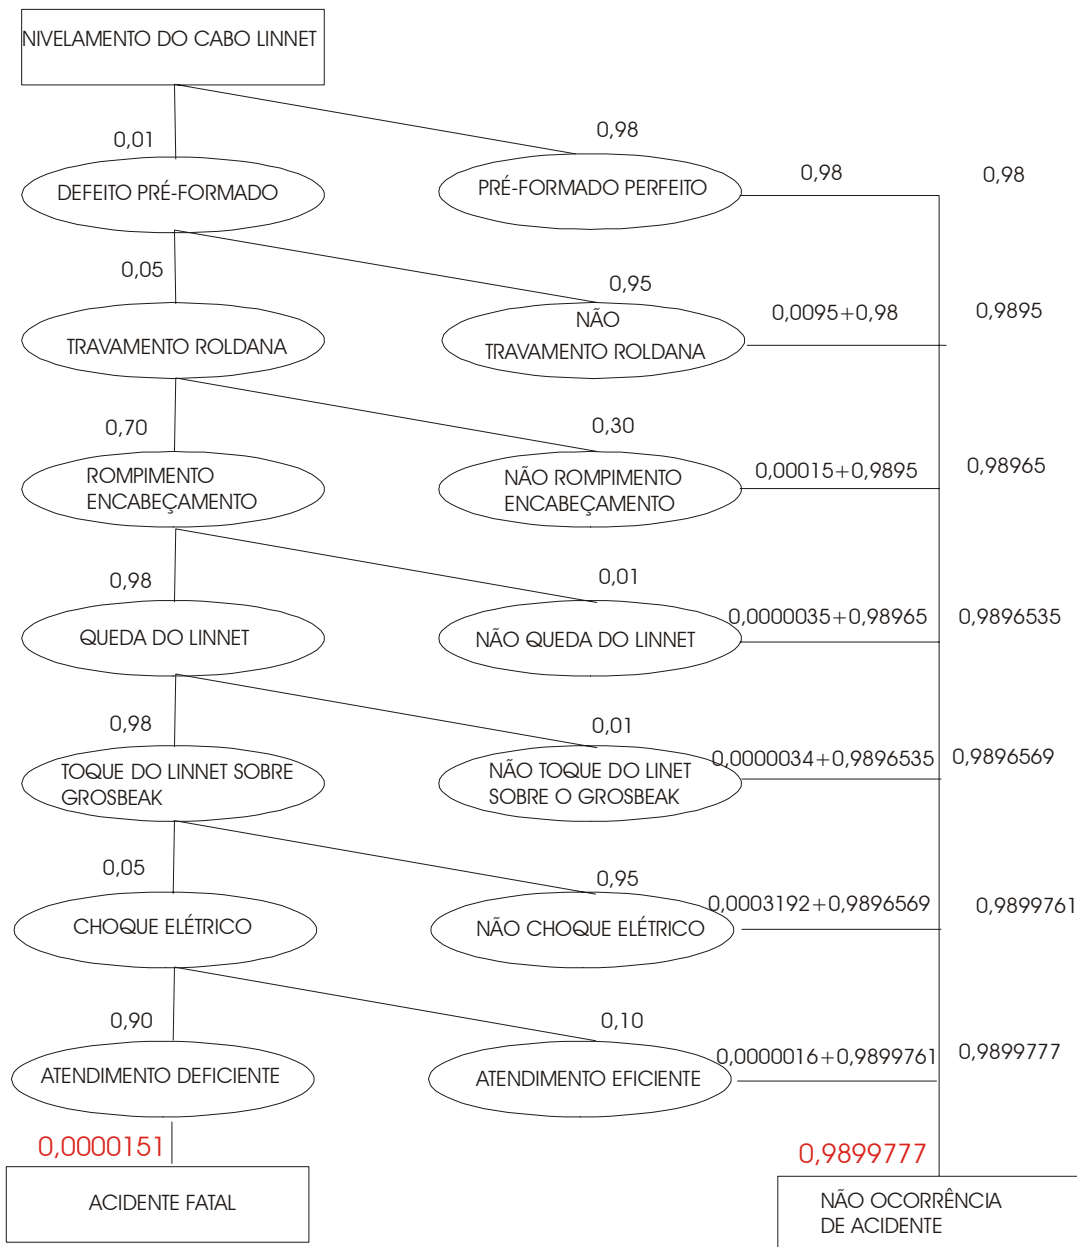 NIVELAMENTO DO CABO LINNET
0,01
0,98
DEFEITO PRÉ-FORMADO
PRÉ-FORMADO PERFEITO
0,98
0,98
0,05
0,95
TRAVAMENTO ROLDANA
NÃO
TRAVAMENTO ROLDANA
0,0095+0,98
0,9895
0,70
0,30
ROMPIMENTO
ENCABEÇAMENTO
NÃO ROMPIMENTO
ENCABEÇAMENTO
0,00015+0,9895
0,98965
0,98
0,01
QUEDA DO LINNET
NÃO QUEDA DO LINNET
0,0000035+0,98965
0,9896535
0,98
0,01
TOQUE DO LINNET SOBRE
GROSBEAK
NÃO TOQUE DO LINET
SOBRE O GROSBEAK
0,0000034+0,9896535
0,9896569
0,05
0,95
CHOQUE ELÉTRICO
NÃO CHOQUE ELÉTRICO
0,0003192+0,9896569
0,9899761
0,90
0,10
ATENDIMENTO DEFICIENTE
ATENDIMENTO EFICIENTE
0,0000016+0,9899761
0,9899777
0,0000151
0,9899777
ACIDENTE FATAL
NÃO OCORRÊNCIA
DE ACIDENTE